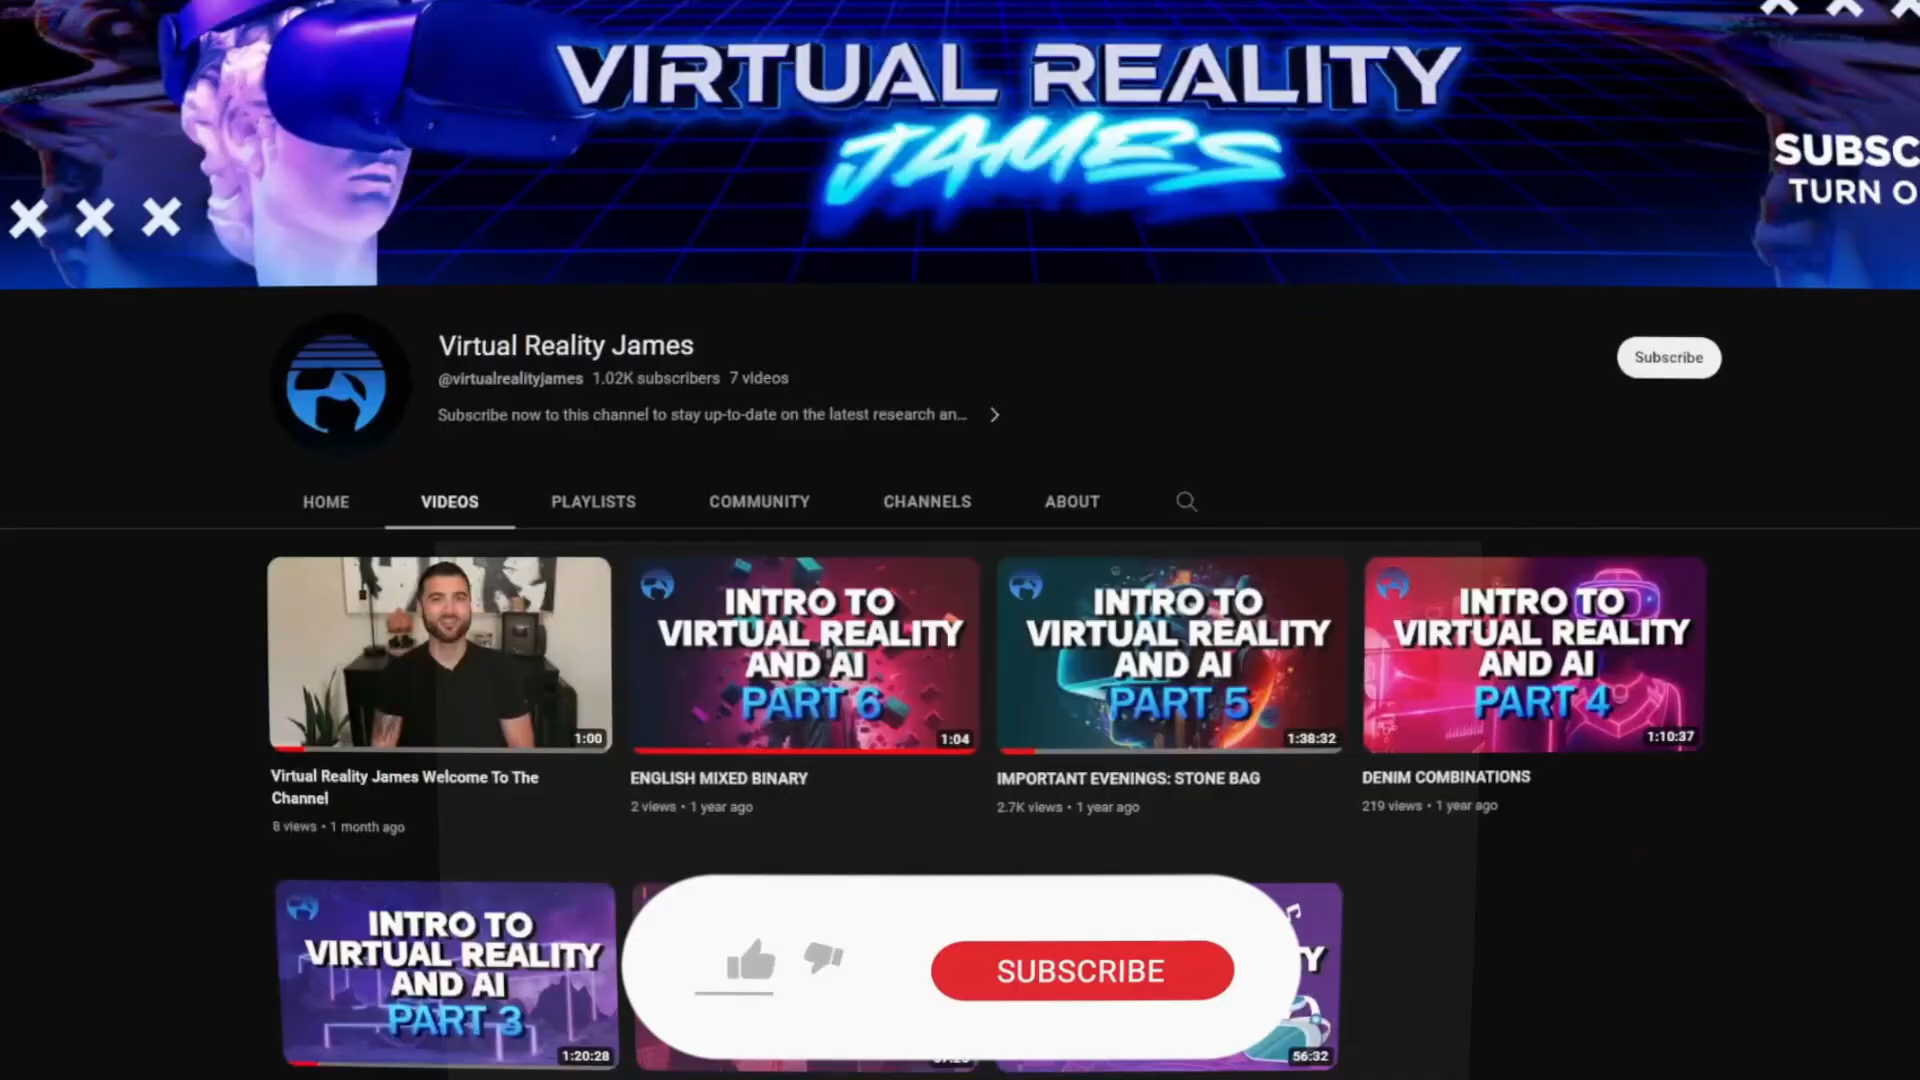 VIRTUAL REALITY
JAMES
SUBSC
TURN O
Virtual Reality James
@virtualrealityjames 1.02K subscribers 7 videos
Subscribe now to this channel to stay up-to-date on the latest research an...
Subscribe
HOME VIDEOS PLAYLISTS COMMUNITY CHANNELS ABOUT
1:00
Virtual Reality James Welcome To The
Channel
8 views • 1 month ago
INTRO TO
VIRTUAL REALITY
AND AI
PART 6
1:04
ENGLISH MIXED BINARY
2 views • 1 year ago
INTRO TO
VIRTUAL REALITY
AND AI
PART 5
1:38:32
IMPORTANT EVENINGS: STONE BAG
2.7K views • 1 year ago
INTRO TO
VIRTUAL REALITY
AND AI
PART 4
1:10:37
DENIM COMBINATIONS
219 views • 1 year ago
INTRO TO
VIRTUAL REALITY
AND AI
PART 3
1:20:28
SUBSCRIBE
TY
56:32